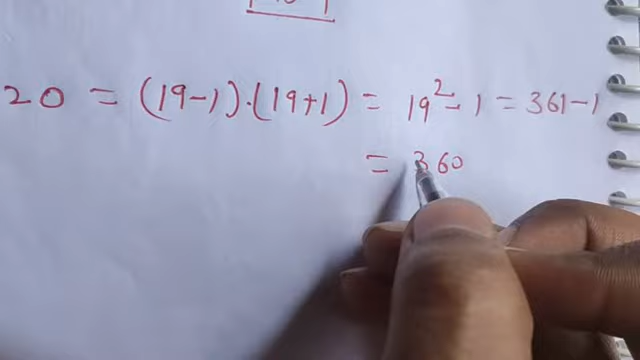 20 = (19-1).(19+1) = 19² - 1 = 361-1
= 360